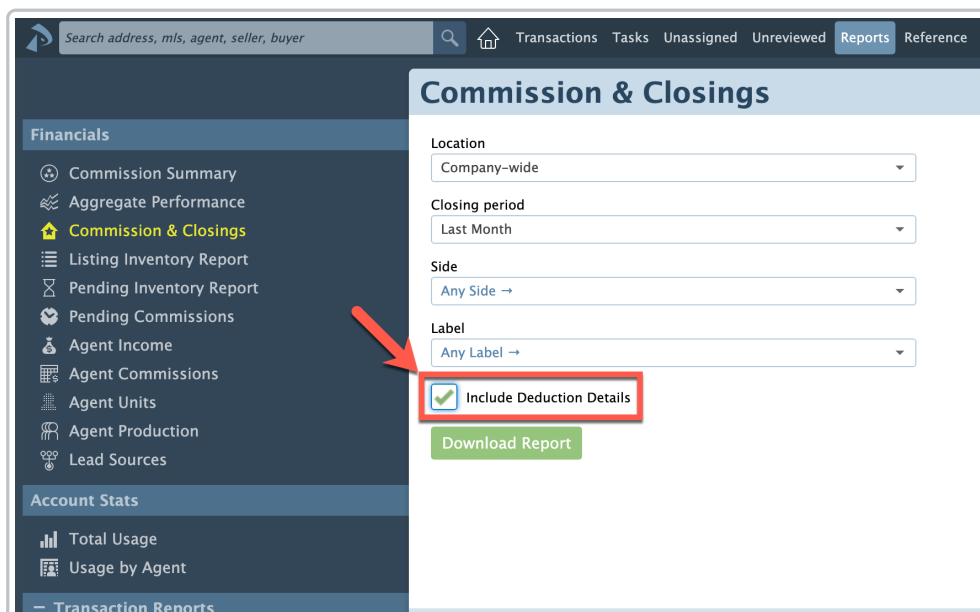 Search address, mls, agent, seller, buyer
Transactions Tasks Unassigned Unreviewed Reports Reference
Commission & Closings
Financials
Commission Summary
Aggregate Performance
Commission & Closings
Listing Inventory Report
Pending Inventory Report
Pending Commissions
Agent Income
Agent Commissions
Agent Units
Agent Production
Lead Sources
Account Stats
Total Usage
Usage by Agent
Transaction Reports
Location
Company-wide
Closing period
Last Month
Side
Any Side →
Label
Any Label →
Include Deduction Details
Download Report